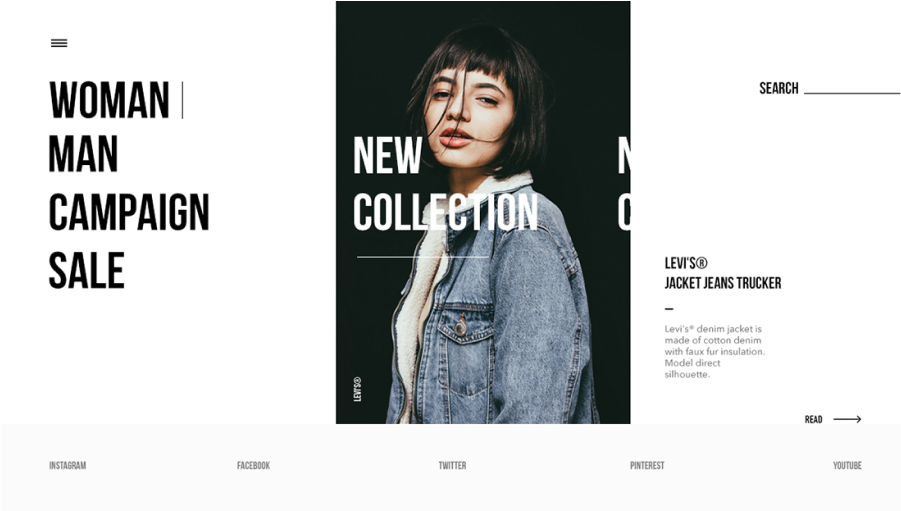 WOMAN
MAN
CAMPAIGN
SALE
NEW
COLLECTION
N
C
LEVI'S®
SEARCH
LEVI'S®
JACKET JEANS TRUCKER
Levi's® denim jacket is
made of cotton denim
with faux fur insulation.
Model direct
silhouette.
READ
INSTAGRAM
FACEBOOK
TWITTER
PINTEREST
YOUTUBE